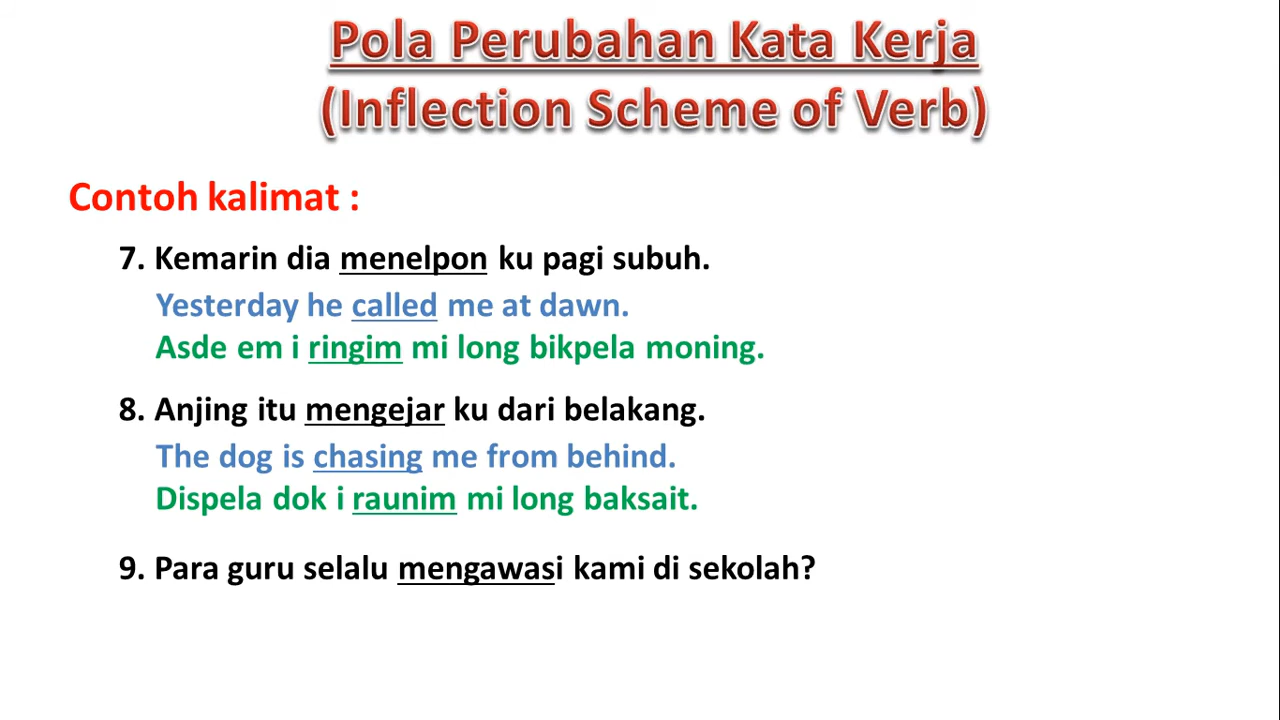 Pola Perubahan Kata Kerja
(Inflection Scheme of Verb)
Contoh kalimat :
7. Kemarin dia menelpon ku pagi subuh.
Yesterday he called me at dawn.
Asde em i ringim mi long bikpela moning.
8. Anjing itu mengejar ku dari belakang.
The dog is chasing me from behind.
Dispela dok i raunim mi long baksait.
9. Para guru selalu mengawasi kami di sekolah?